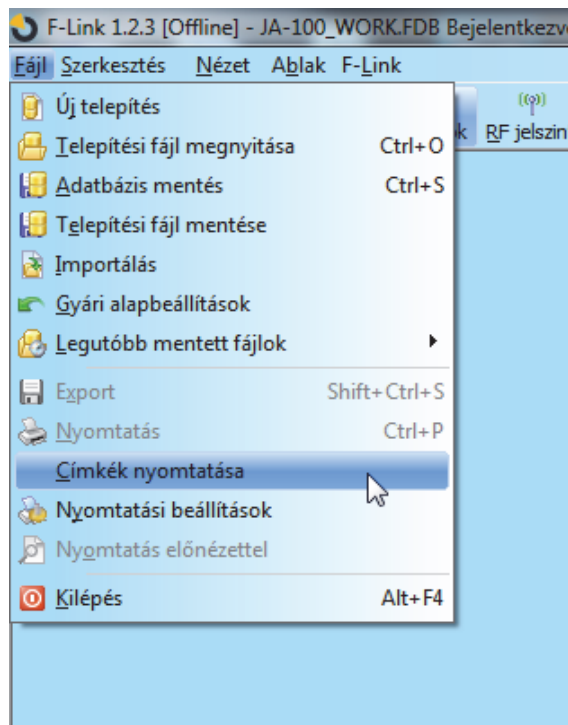 F-Link 1.2.3 [Offline] - JA-100_WORK.FDB Bejelentkezv
Fájl Szerkesztés Nézet Ablak F-Link
Új telepítés
k RF jelszin
Telepítési fájl megnyitása Ctrl+O
Adatbázis mentés Ctrl+S
Telepítési fájl mentése
Importálás
Gyári alapbeállítások
Legutóbb mentett fájlok
Export Shift+Ctrl+S
Nyomtatás Ctrl+P
Címkék nyomtatása
Nyomtatási beállítások
Nyomtatás előnézettel
Kilépés Alt+F4